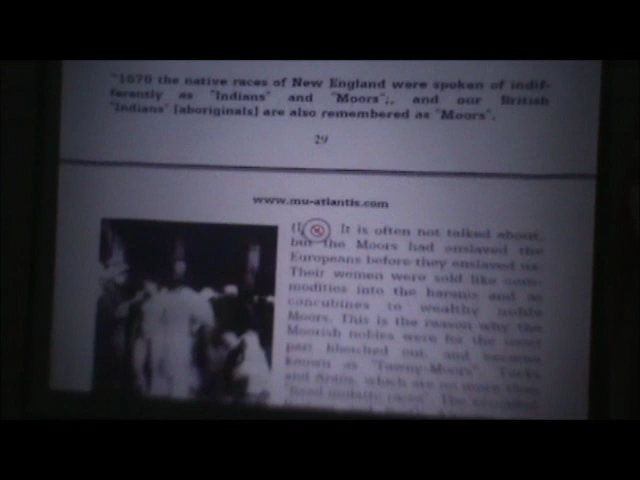 "1670 the native races of New England were spoken of indif-
ferently as "Indians" and "Moors";, and our British
"Indians" [aboriginals] are also remembered as "Moors".
29
www.mu-atlantis.com
It is often not talked about,
but the Moors had enslaved the
Europeans before they enslaved us.
Their women were sold like com-
modities into the harems and as
concubines to wealthy noble
Moors. This is the reason why the
Moorish nobles were for the most
part bleached out, and became
known as "Tawny-Moors". Turks
and Arabs, which are no more than
"fixed mulatto races". The